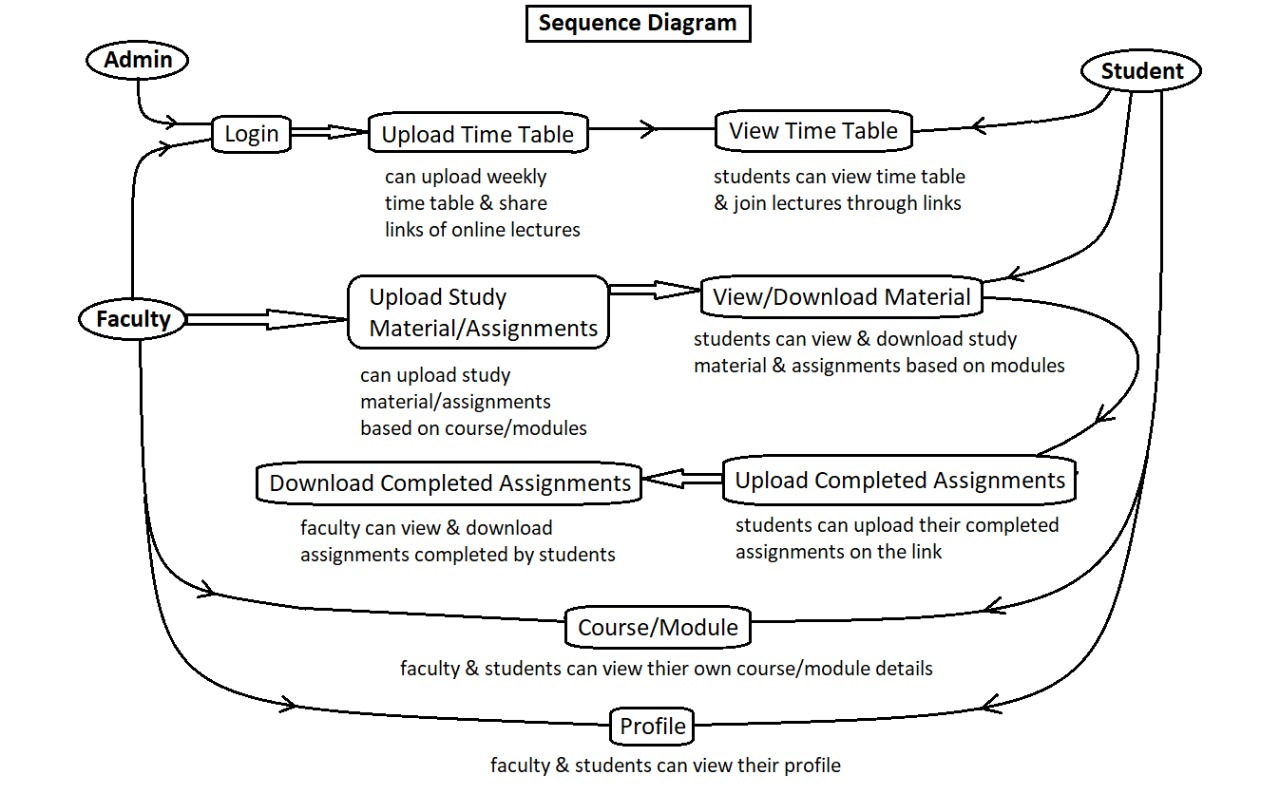 Sequence Diagram
Admin
Student
Login
Upload Time Table
View Time Table
can upload weekly
time table & share
links of online lectures
students can view time table
& join lectures through links
Faculty
Upload Study
Material/Assignments
View/Download Material
can upload study
material/assignments
based on course/modules
students can view & download study
material & assignments based on modules
Download Completed Assignments
Upload Completed Assignments
faculty can view & download
assignments completed by students
students can upload their completed
assignments on the link
Course/Module
faculty & students can view thier own course/module details
Profile
faculty & students can view their profile